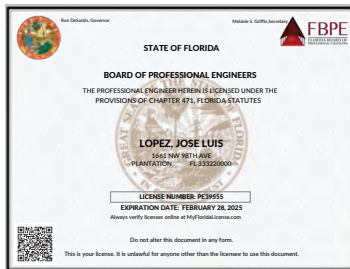 Ron DeSantis, Governor
Melanie S. Griffin, Secretary
FBPE
FLORIDA BOARD OF
PROFESSIONAL ENGINEERS
STATE OF FLORIDA
BOARD OF PROFESSIONAL ENGINEERS
THE PROFESSIONAL ENGINEER HEREIN IS LICENSED UNDER THE
PROVISIONS OF CHAPTER 471, FLORIDA STATUTES
LOPEZ, JOSE LUIS
1661 NW 98TH AVE
PLANTATION FL 333220000
LICENSE NUMBER: PE39555
EXPIRATION DATE: FEBRUARY 28, 2025
Always verify licenses online at MyFloridaLicense.com
Do not alter this document in any form.
This is your license. It is unlawful for anyone other than the licensee to use this document.